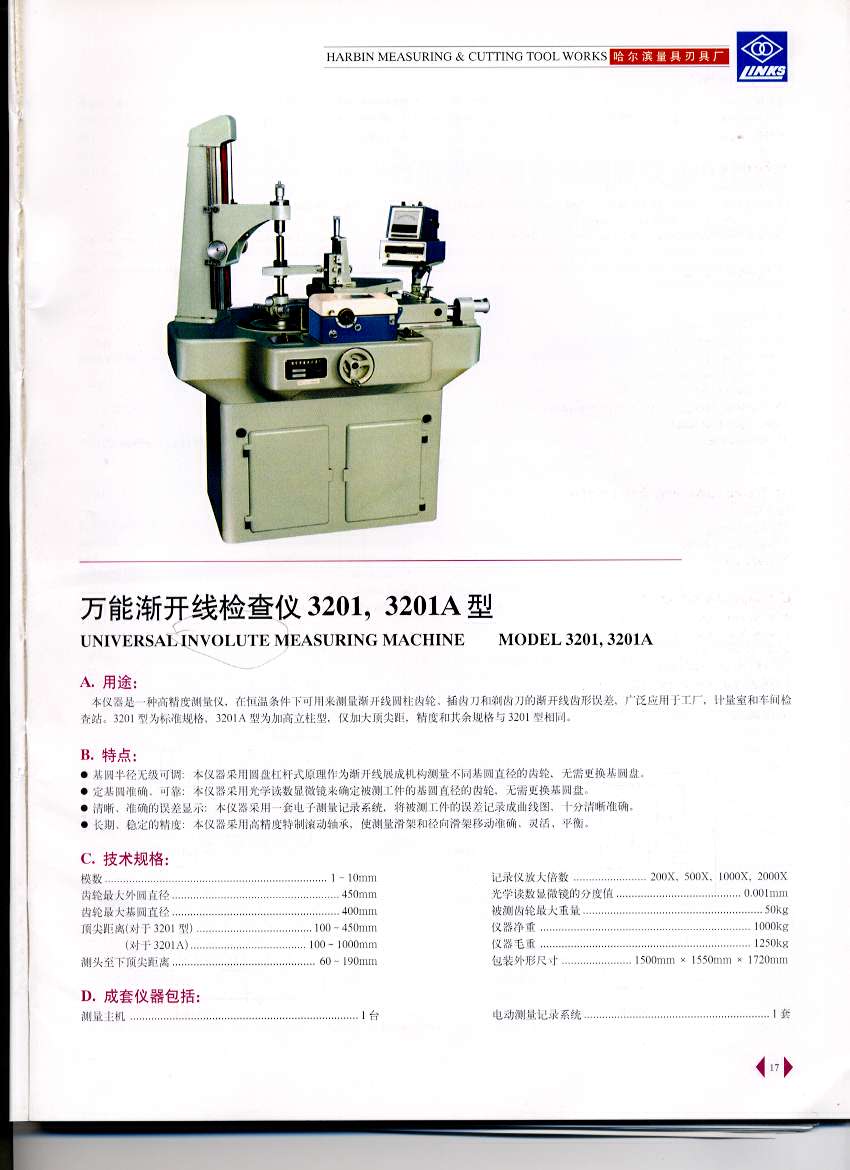 HARBIN MEASURING & CUTTING TOOL WORKS 哈尔滨量具刃具厂
LINKS
万能渐开线检查仪 3201, 3201A 型
UNIVERSAL INVOLUTE MEASURING MACHINE MODEL 3201, 3201A
A. 用途:
本仪器是一种高精度测量仪，在恒温条件下可用来测量渐开线圆柱齿轮、插齿刀和剃齿刀的渐开线齿形误差，广泛应用于工厂，计量室和车间检
查站。3201 型为标准规格，3201A 型为加高立柱型，仅加大顶尖距，精度和其余规格与 3201 型相同。
B. 特点:
● 基圆半径无级可调: 本仪器采用圆盘杠杆式原理作为渐开线展成机构测量不同基圆直径的齿轮，无需更换基圆盘。
● 定基圆准确、可靠: 本仪器采用光学读数显微镜来确定被测工件的基圆直径的齿轮，无需更换基圆盘。
● 清晰、准确的误差显示: 本仪器采用一套电子测量记录系统，将被测工件的误差记录成曲线图，十分清晰准确。
● 长期、稳定的精度: 本仪器采用高精度特制滚动轴承，使测量滑架和径向滑架移动准确、灵活、平衡。
C. 技术规格:
模数 ........ 1 ~ 10mm
齿轮最大外圆直径 ........ 450mm
齿轮最大基圆直径 ........ 400mm
顶尖距离(对于 3201 型) ........ 100 ~ 450mm
(对于 3201A) ........ 100 ~ 1000mm
测头至下顶尖距离 ........ 60 ~ 190mm
记录仪放大倍数 ........ 200X, 500X, 1000X, 2000X
光学读数显微镜的分度值 ........ 0.001mm
被测齿轮最大重量 ........ 50kg
仪器净重 ........ 1000kg
仪器毛重 ........ 1250kg
包装外形尺寸 ........ 1500mm × 1550mm × 1720mm
D. 成套仪器包括:
测量主机 ........ 1 台
电动测量记录系统 ........ 1 套
17